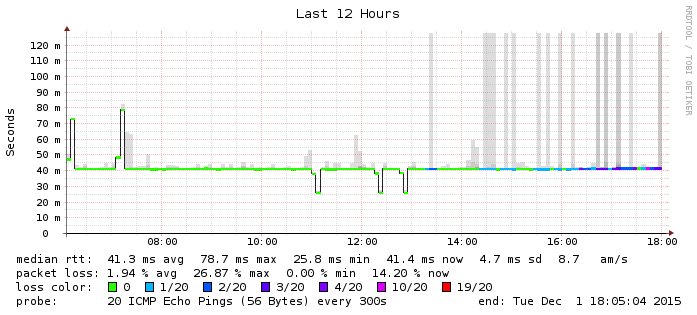 Last 12 Hours
RRDTOOL / TOBI OETIKER
Seconds
120 m
110 m
100 m
90 m
80 m
70 m
60 m
50 m
40 m
30 m
20 m
10 m
0
08:00 10:00 12:00 14:00 16:00 18:00
median rtt: 41.3 ms avg 78.7 ms max 25.8 ms min 41.4 ms now 4.7 ms sd 8.7 am/s
packet loss: 1.94 % avg 26.87 % max 0.00 % min 14.20 % now
loss color: 0 1/20 2/20 3/20 4/20 10/20 19/20
probe: 20 ICMP Echo Pings (56 Bytes) every 300s end: Tue Dec 1 18:05:04 2015